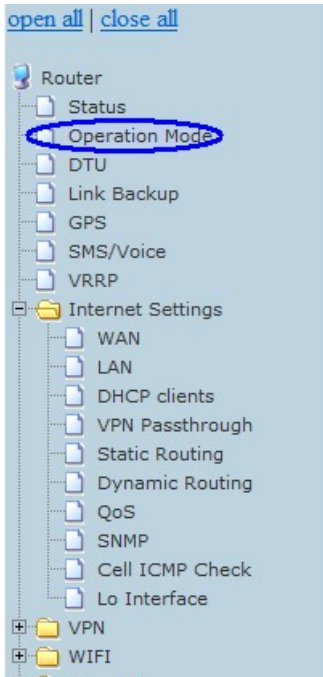 open all | close all
Router
Status
Operation Mode
DTU
Link Backup
GPS
SMS/Voice
VRRP
Internet Settings
WAN
LAN
DHCP clients
VPN Passthrough
Static Routing
Dynamic Routing
QoS
SNMP
Cell ICMP Check
Lo Interface
VPN
WIFI